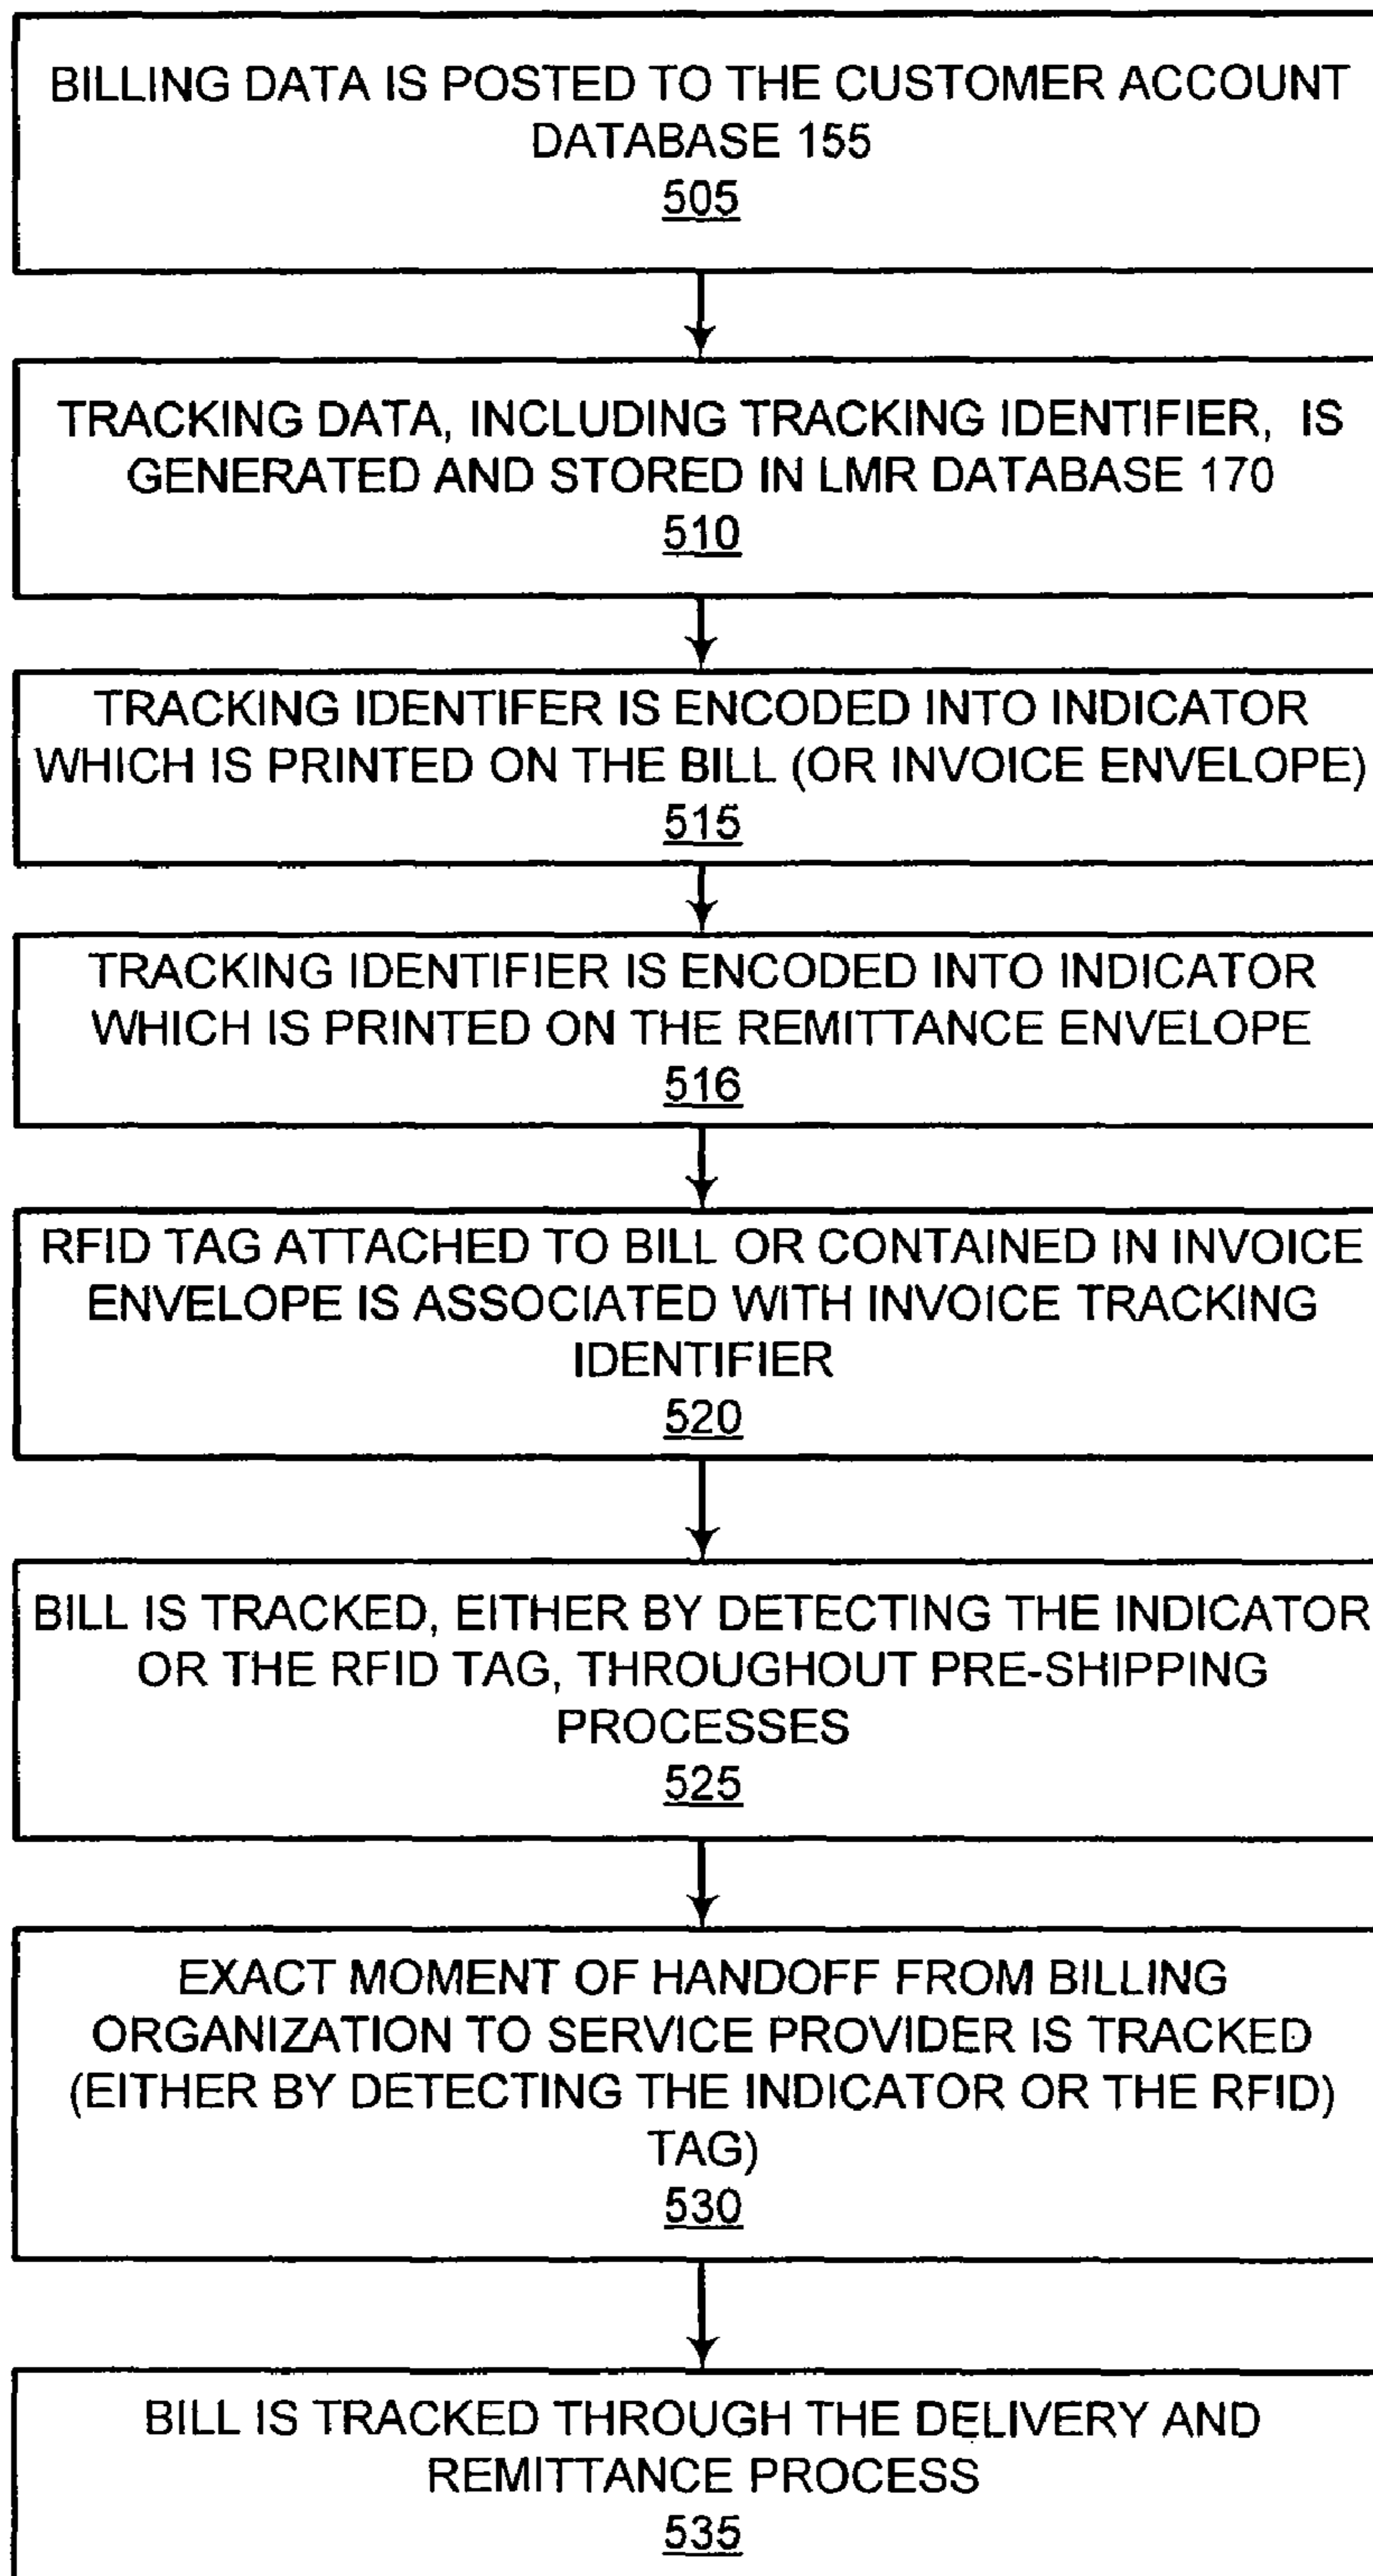 BILLING DATA IS POSTED TO THE CUSTOMER ACCOUNT
DATABASE 155
505
TRACKING DATA, INCLUDING TRACKING IDENTIFIER, IS
GENERATED AND STORED IN LMR DATABASE 170
510
TRACKING IDENTIFER IS ENCODED INTO INDICATOR
WHICH IS PRINTED ON THE BILL (OR INVOICE ENVELOPE)
515
TRACKING IDENTIFIER IS ENCODED INTO INDICATOR
WHICH IS PRINTED ON THE REMITTANCE ENVELOPE
516
RFID TAG ATTACHED TO BILL OR CONTAINED IN INVOICE
ENVELOPE IS ASSOCIATED WITH INVOICE TRACKING
IDENTIFIER
520
BILL IS TRACKED, EITHER BY DETECTING THE INDICATOR
OR THE RFID TAG, THROUGHOUT PRE-SHIPPING
PROCESSES
525
EXACT MOMENT OF HANDOFF FROM BILLING
ORGANIZATION TO SERVICE PROVIDER IS TRACKED
(EITHER BY DETECTING THE INDICATOR OR THE RFID)
TAG)
530
BILL IS TRACKED THROUGH THE DELIVERY AND
REMITTANCE PROCESS
535